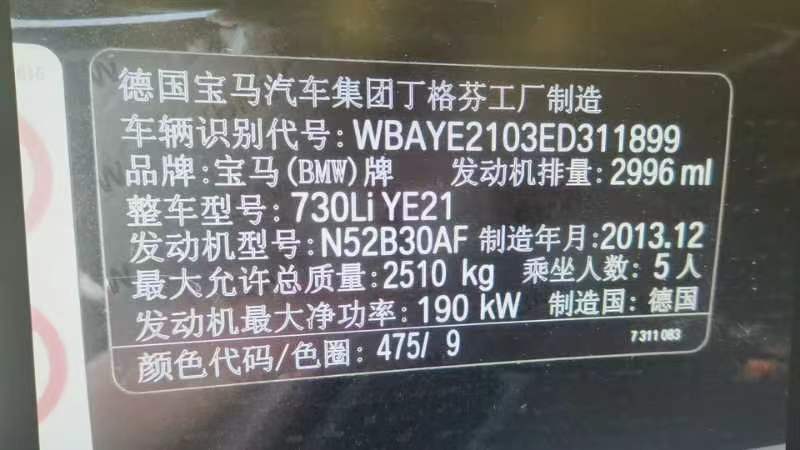 德国宝马汽车集团丁格芬工厂制造
车辆识别代号: WBAYE2103ED311899
品牌:宝马(BMW)牌 发动机排量:2996 ml
整车型号: 730Li YE21
发动机型号:N52B30AF 制造年月:2013.12
最大允许总质量:2510 kg 乘坐人数: 5人
发动机最大净功率:190 kW 制造国: 德国
颜色代码/色圈: 475/ 9
7311083